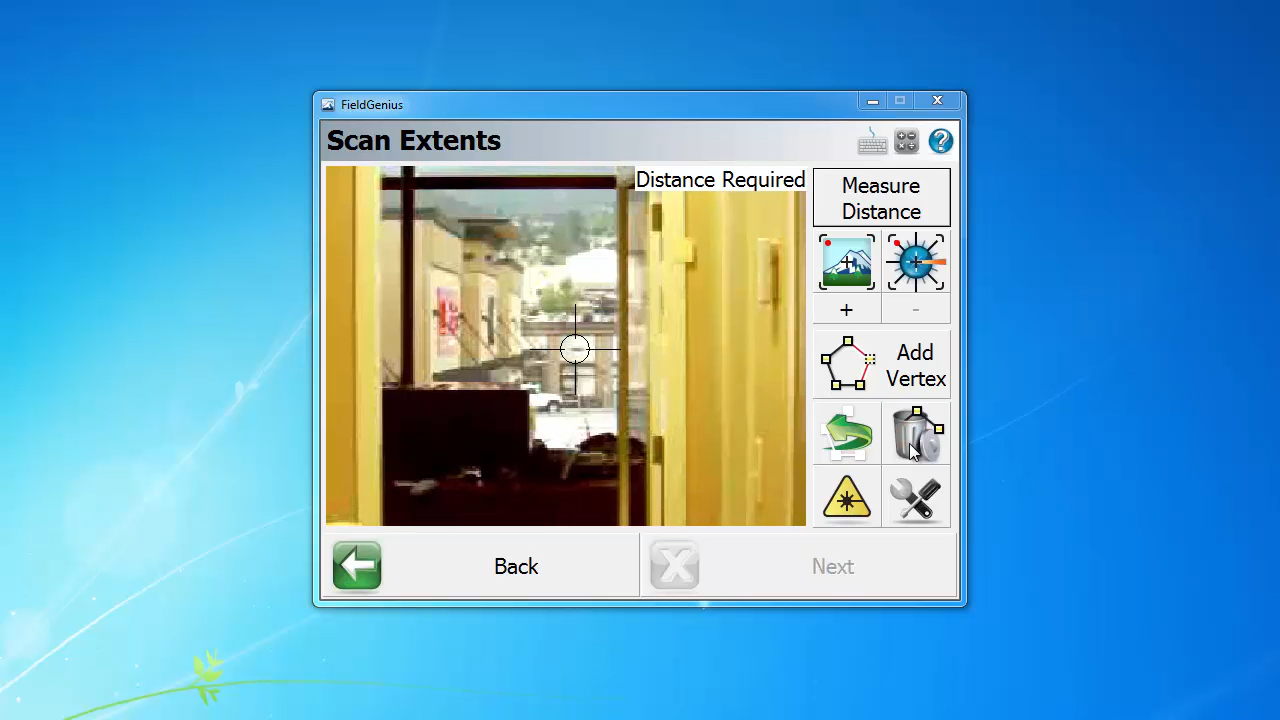 FieldGenius
Scan Extents
Distance Required
Measure
Distance
+
-
Add
Vertex
Back
Next